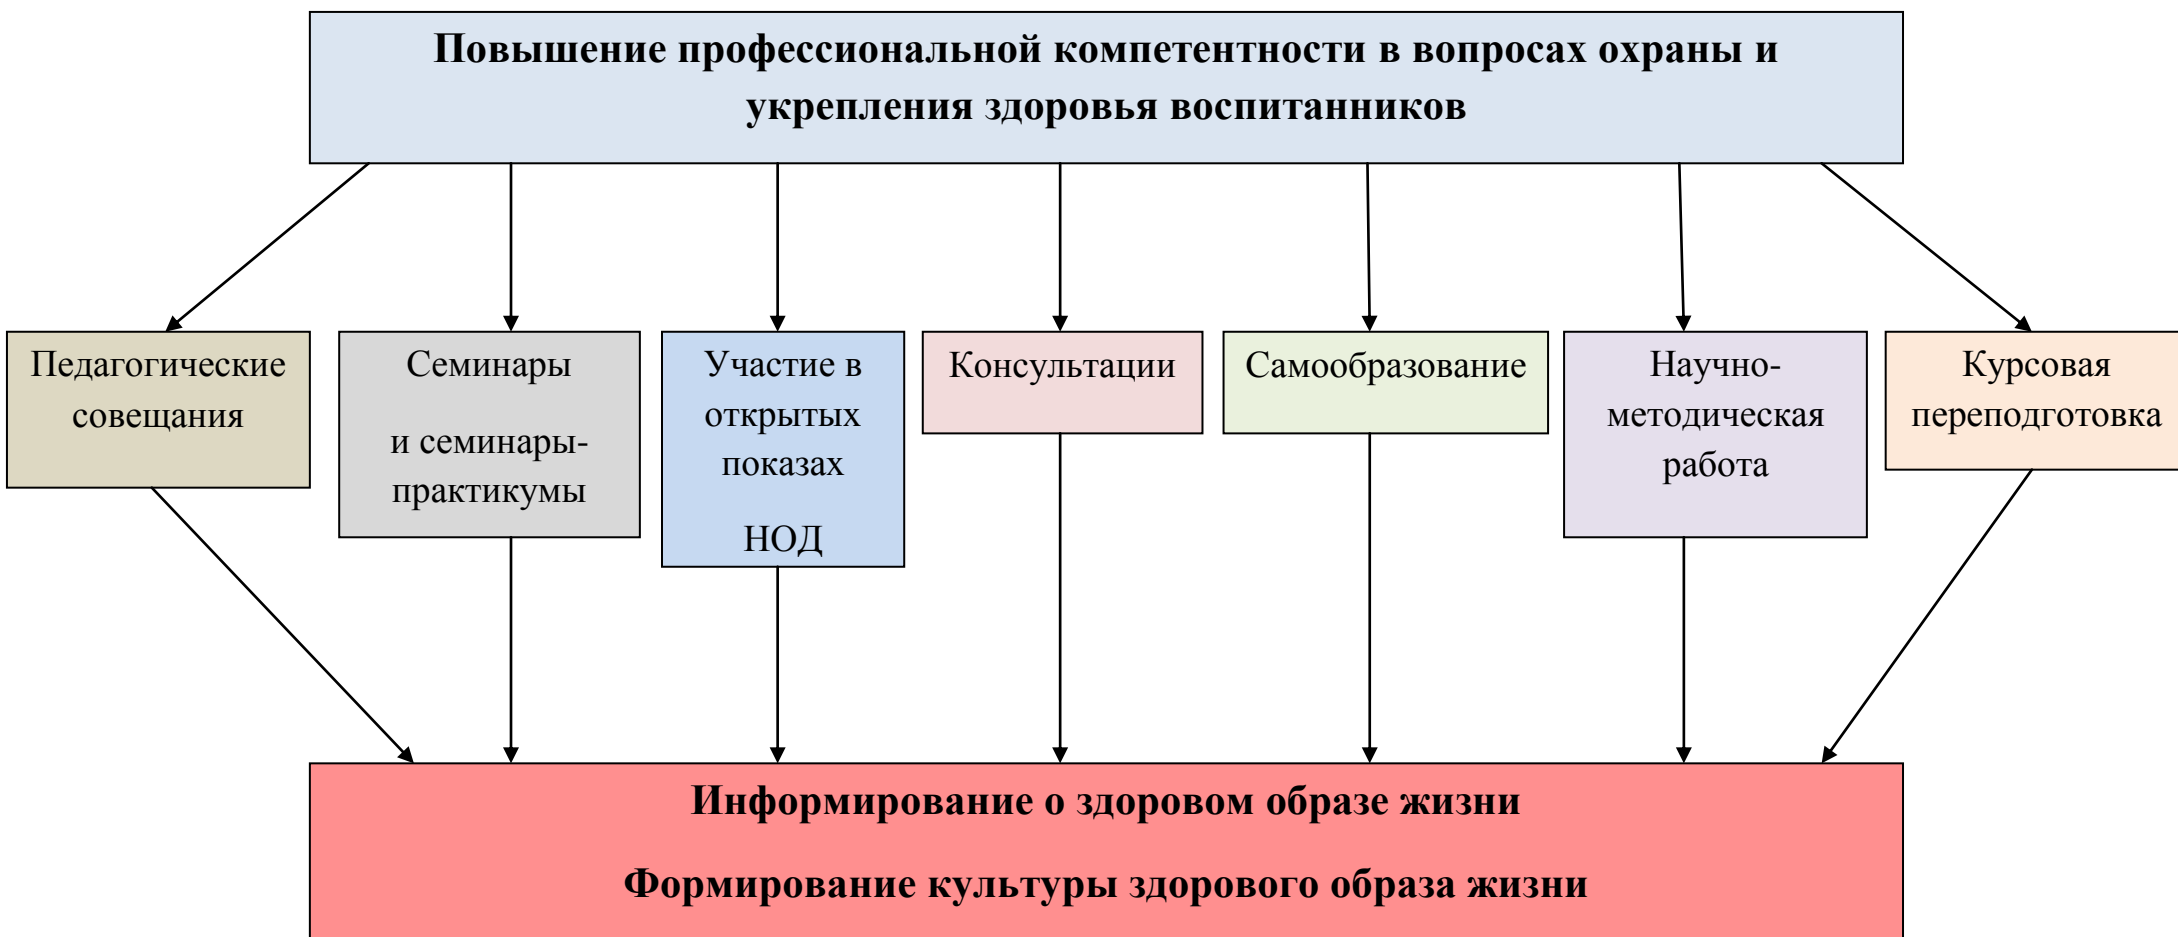 Повышение профессиональной компетентности в вопросах охраны и
укрепления здоровья воспитанников
Педагогические
совещания
Семинары
и семинары-
практикумы
Участие в
открытых
показах
НОД
Консультации
Самообразование
Научно-
методическая
работа
Курсовая
переподготовка
Информирование о здоровом образе жизни
Формирование культуры здорового образа жизни